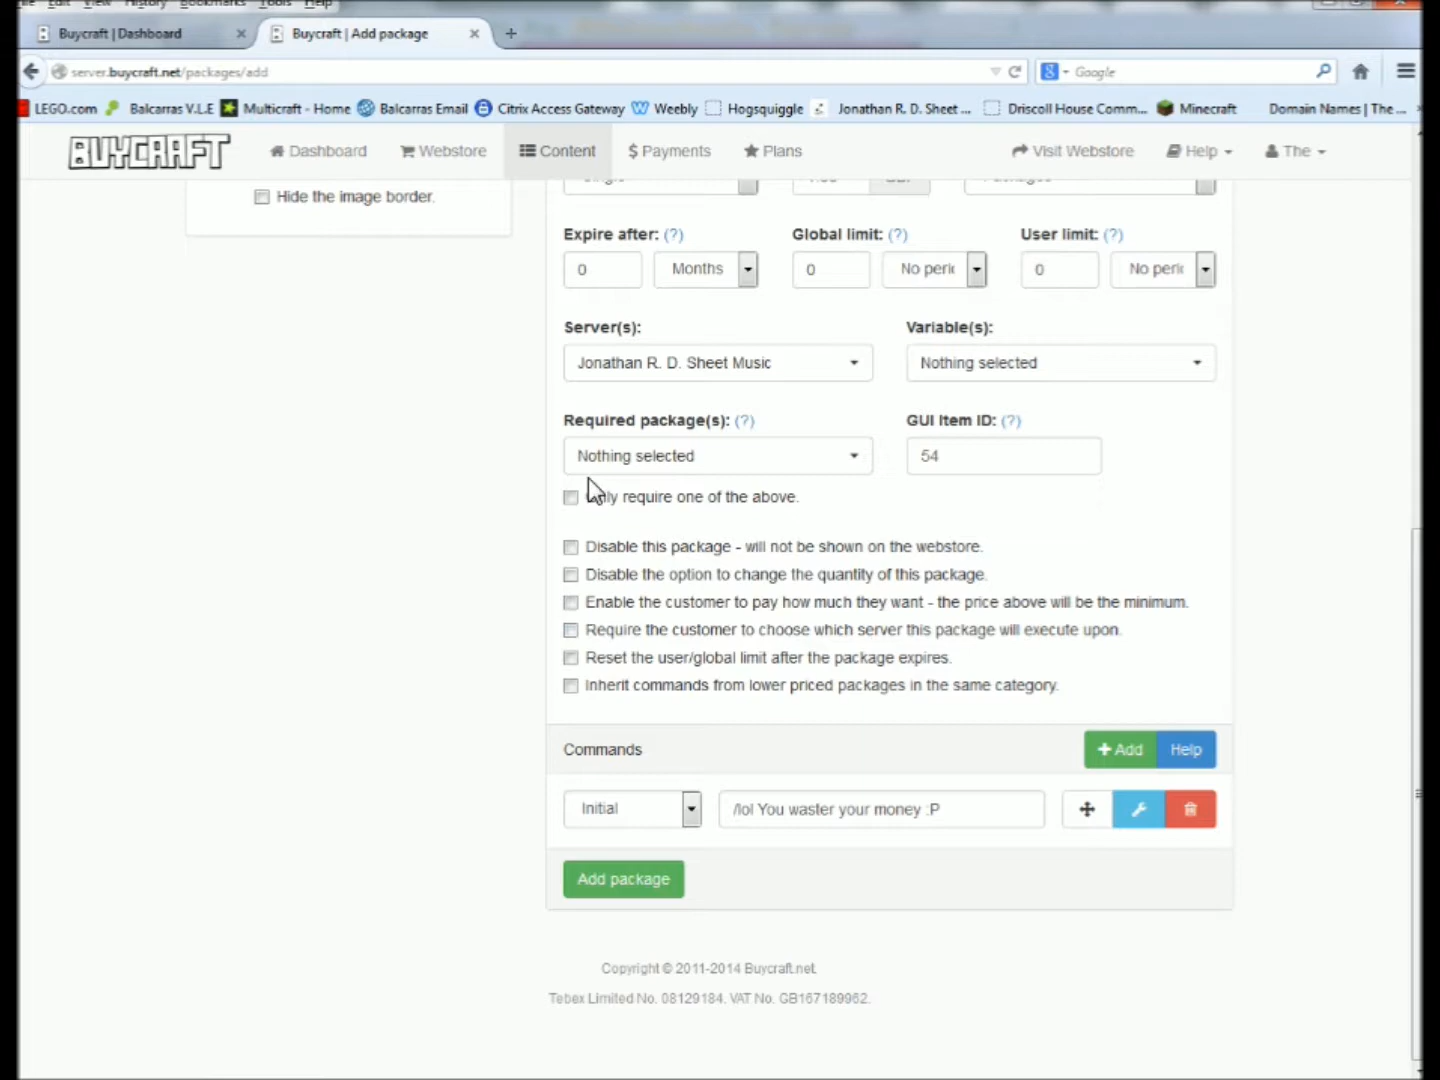 Edit View History Bookmarks Tools Help
Buycraft | Dashboard
Buycraft | Add package
server.buycraft.net/packages/add
Google
LEGO.com
Balcarras V.L.E
Multicraft - Home
Balcarras Email
Citrix Access Gateway
Weebly
Hogsquiggle
Jonathan R. D. Sheet ...
Driscoll House Comm...
Minecraft
Domain Names | The ...
BUYCRAFT
Dashboard
Webstore
Content
$ Payments
Plans
Visit Webstore
Help
The
Hide the image border.
Expire after: (?)
Global limit: (?)
User limit: (?)
0
Months
0
No peri
0
No peri
Server(s):
Variable(s):
Jonathan R. D. Sheet Music
Nothing selected
Required package(s): (?)
GUI Item ID: (?)
Nothing selected
54
require one of the above.
Disable this package - will not be shown on the webstore.
Disable the option to change the quantity of this package.
Enable the customer to pay how much they want - the price above will be the minimum.
Require the customer to choose which server this package will execute upon.
Reset the user/global limit after the package expires.
Inherit commands from lower priced packages in the same category.
Commands
+ Add
Help
Initial
/lol You waster your money :P
Add package
Copyright © 2011-2014 Buycraft.net.
Tebex Limited No. 08129184. VAT No. GB167189962.